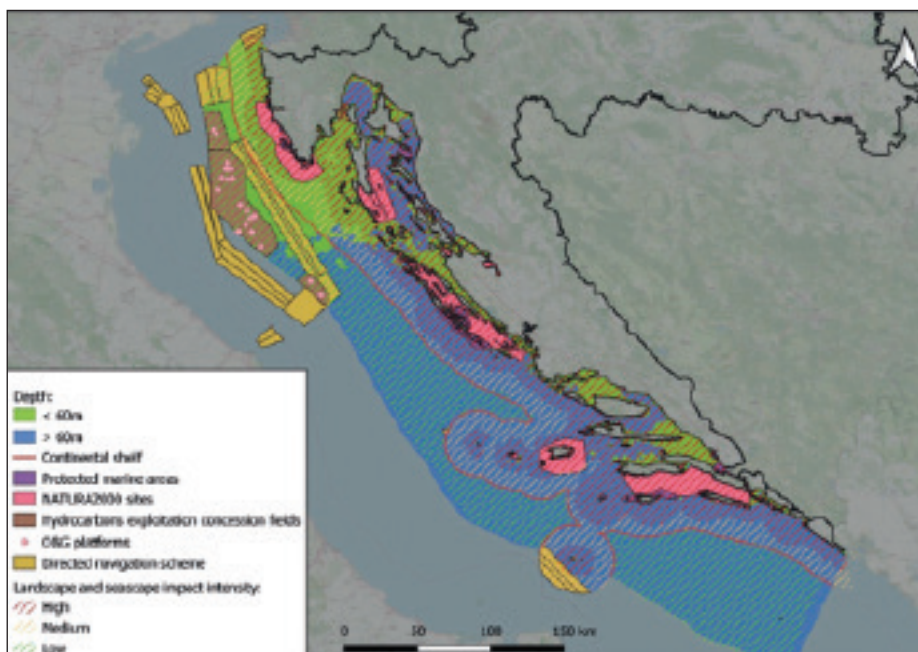 Depth:
< 60m
> 60m
Continental shelf
Protected marine areas
NATURA2000 sites
Hydrocarbons exploitation concession fields
O&G platforms
Directed navigation scheme
Landscape and seascape impact intensity:
High
Medium
Low
0 50 100 150 km